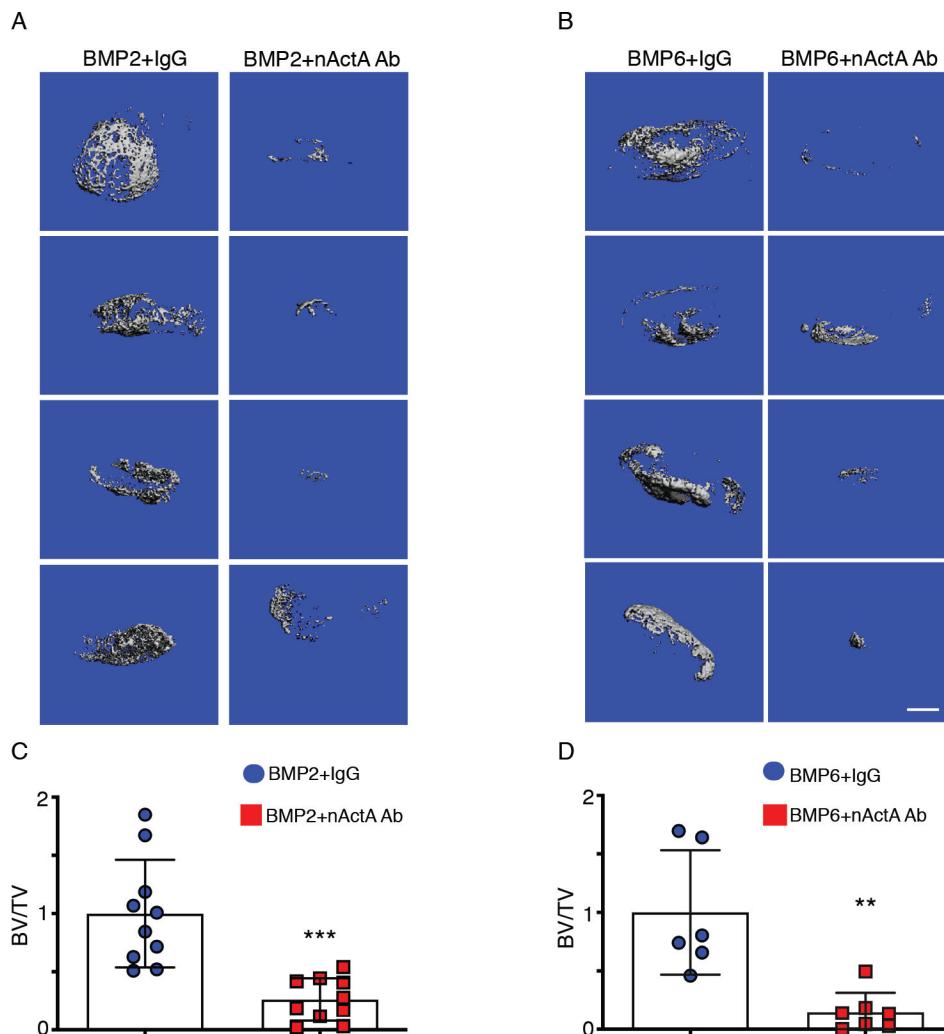 A
B
BMP2+IgG BMP2+nActA Ab
BMP6+IgG BMP6+nActA Ab
C
D
BMP2+IgG
BMP2+nActA Ab
BMP6+IgG
BMP6+nActA Ab
2
1
0
BV/TV
***
2
1
0
BV/TV
**